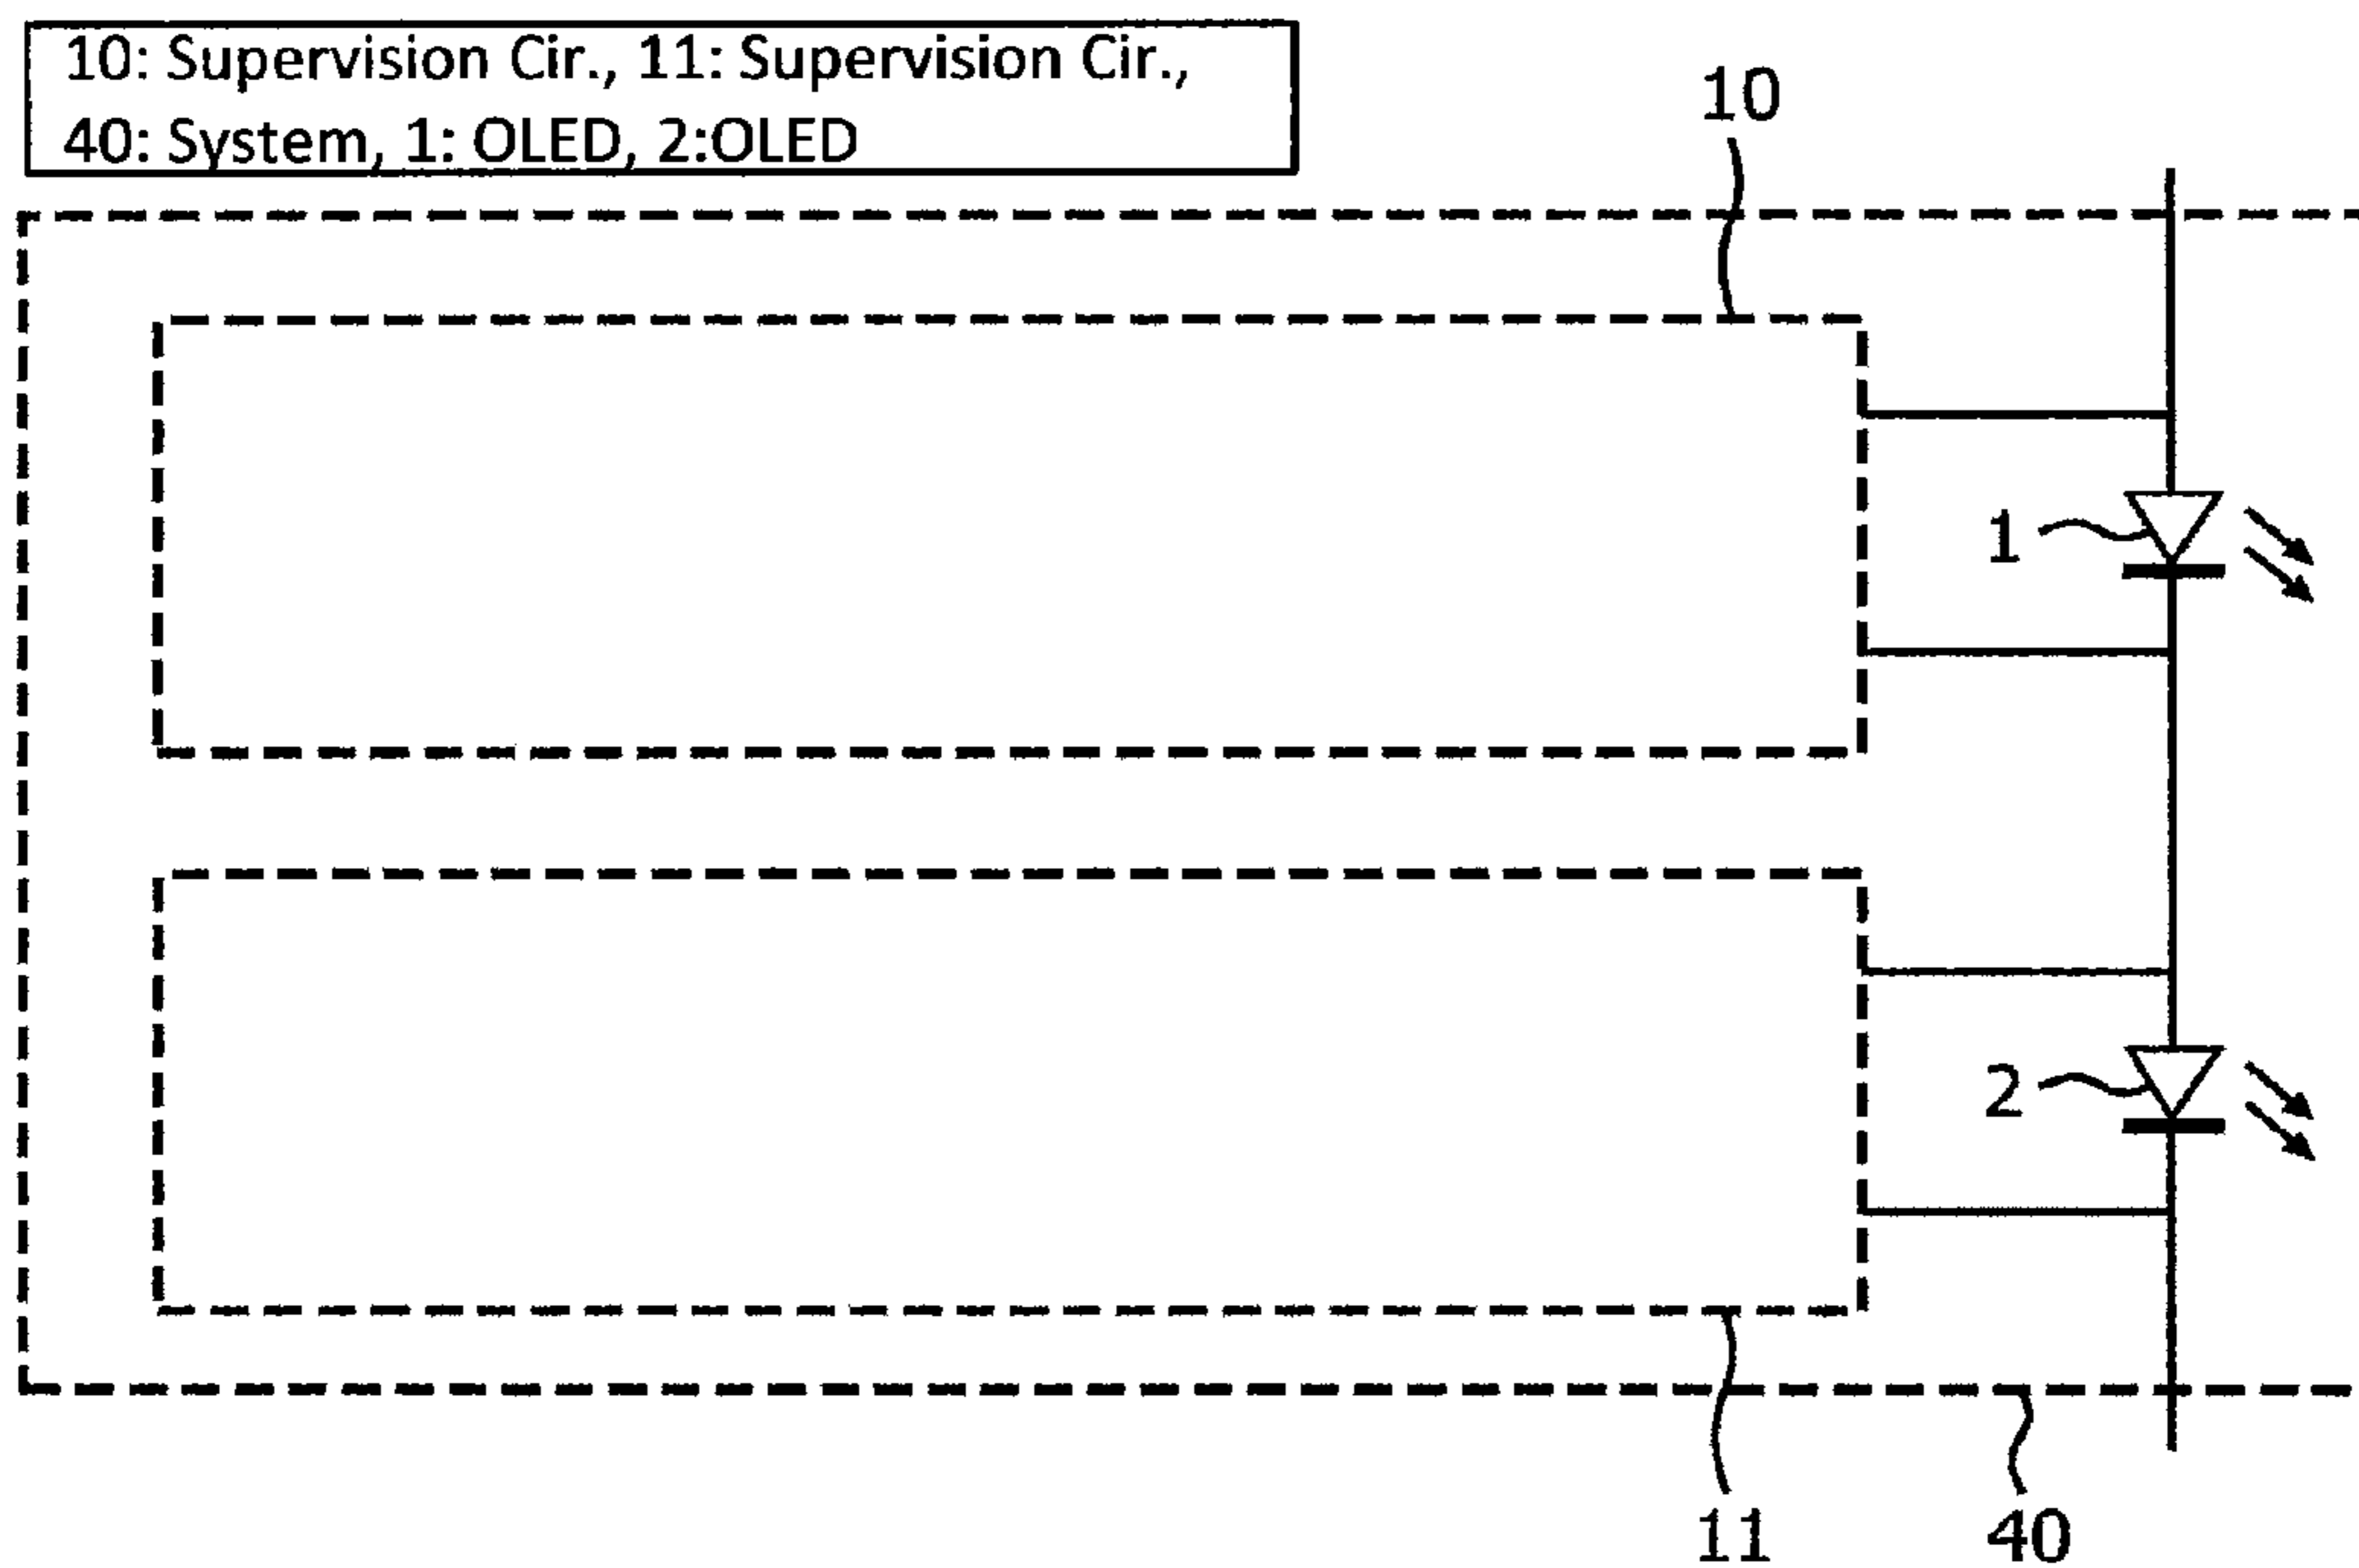 10: Supervision Cir., 11: Supervision Cir.,
40: System, 1: OLED, 2:OLED
10
1
2
11
40